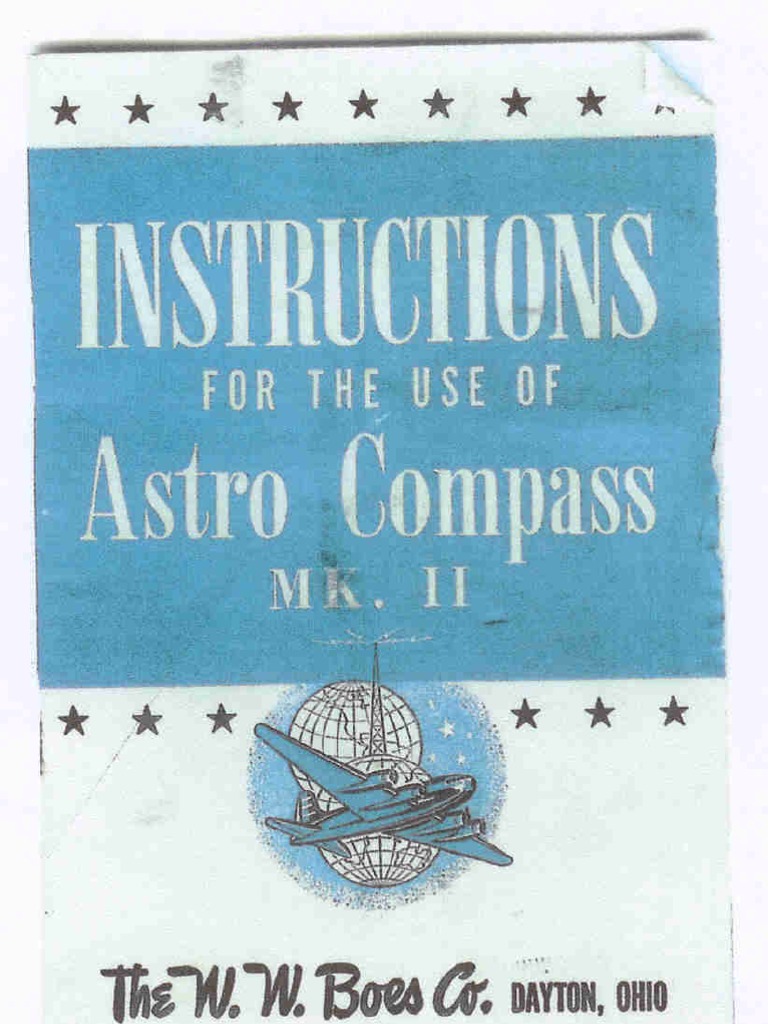 INSTRUCTIONS
FOR THE USE OF
Astro Compass
MK. II
The W. W. Boes Co. DAYTON, OHIO